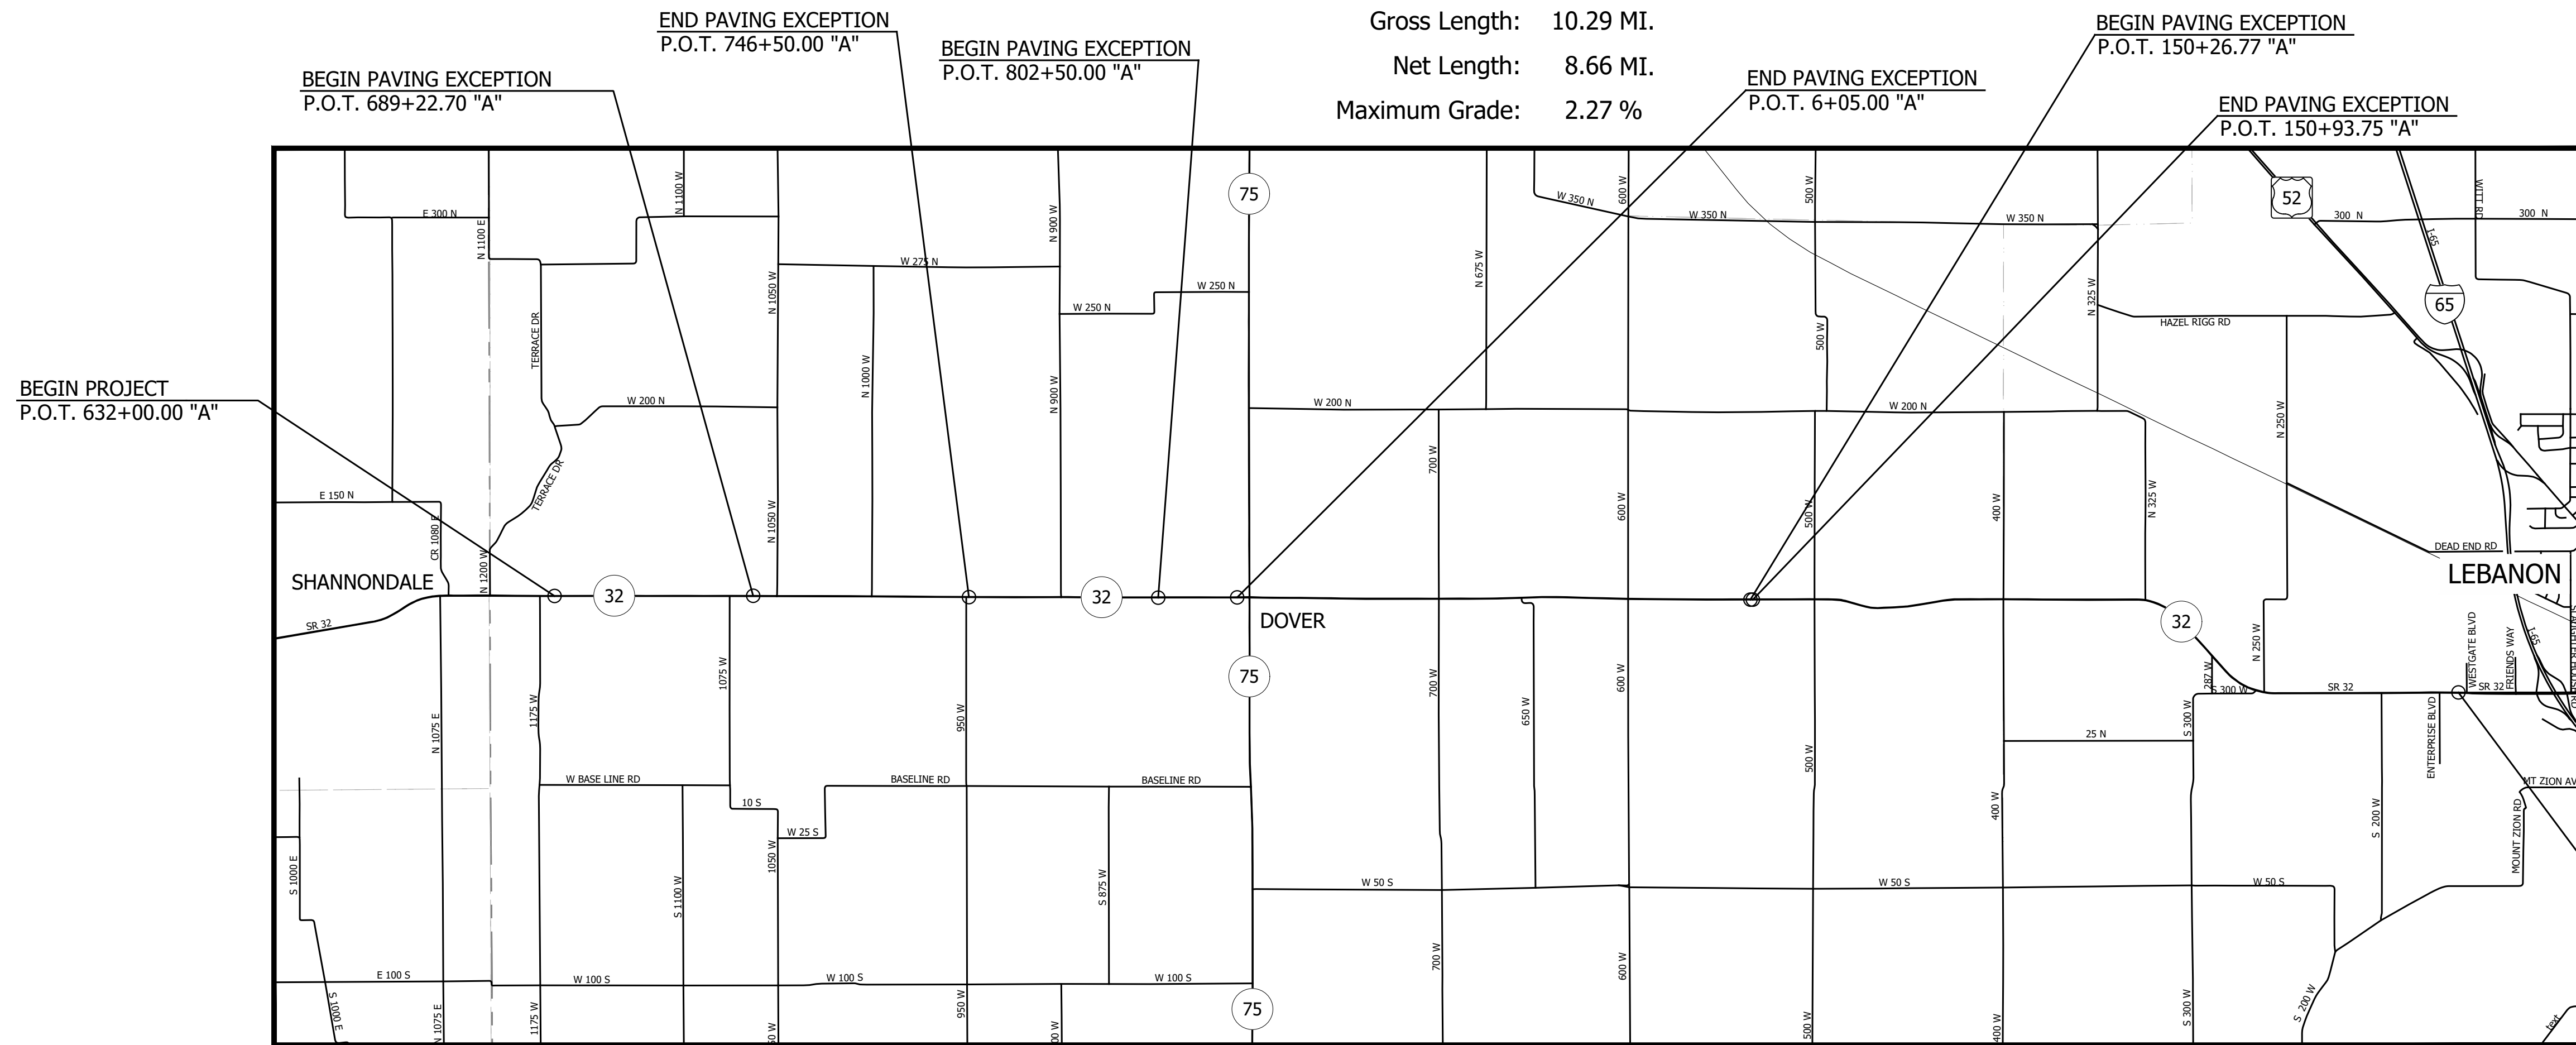 END PAVING EXCEPTION
P.O.T. 746+50.00 "A"
BEGIN PAVING EXCEPTION
P.O.T. 802+50.00 "A"
Gross Length: 10.29 MI.
Net Length: 8.66 MI.
Maximum Grade: 2.27 %
BEGIN PAVING EXCEPTION
P.O.T. 150+26.77 "A"
BEGIN PAVING EXCEPTION
P.O.T. 689+22.70 "A"
END PAVING EXCEPTION
P.O.T. 6+05.00 "A"
END PAVING EXCEPTION
P.O.T. 150+93.75 "A"
BEGIN PROJECT
P.O.T. 632+00.00 "A"
E 300 N
N 1100 E
N 1100 W
N 900 W
75
W 350 N
600 W
W 350 N
500 W
W 350 N
52
300 N
I-65
WITT RD
300 N
N 1050 W
W 275 N
W 250 N
W 250 N
N 675 W
N 325 W
65
TERRACE DR
N 1000 W
N 900 W
500 W
HAZEL RIGG RD
W 200 N
W 200 N
W 200 N
N 250 W
E 150 N
TERRACE DR
CR 1080 E
N 1200 W
N 1050 W
700 W
600 W
500 W
400 W
N 325 W
DEAD END RD
LEBANON
SHANNONDALE
32
32
DOVER
32
SR 32
1075 W
75
700 W
600 W
N 250 W
287 W
S 300 W
SR 32
WESTGATE BLVD
SR 32
FRIENDS WAY
I-65
N 1075 E
1175 W
950 W
650 W
500 W
S 300 W
25 N
ENTERPRISE BLVD
W BASE LINE RD
BASELINE RD
BASELINE RD
MT ZION AV
10 S
W 25 S
400 W
S 200 W
MOUNT ZION RD
S 1000 E
S 1100 W
1050 W
S 875 W
W 50 S
W 50 S
W 50 S
E 100 S
W 100 S
W 100 S
W 100 S
700 W
600 W
S 1000 E
N 1075 E
1175 W
50 W
950 W
00 W
75
500 W
400 W
S 300 W
S 200 W
text